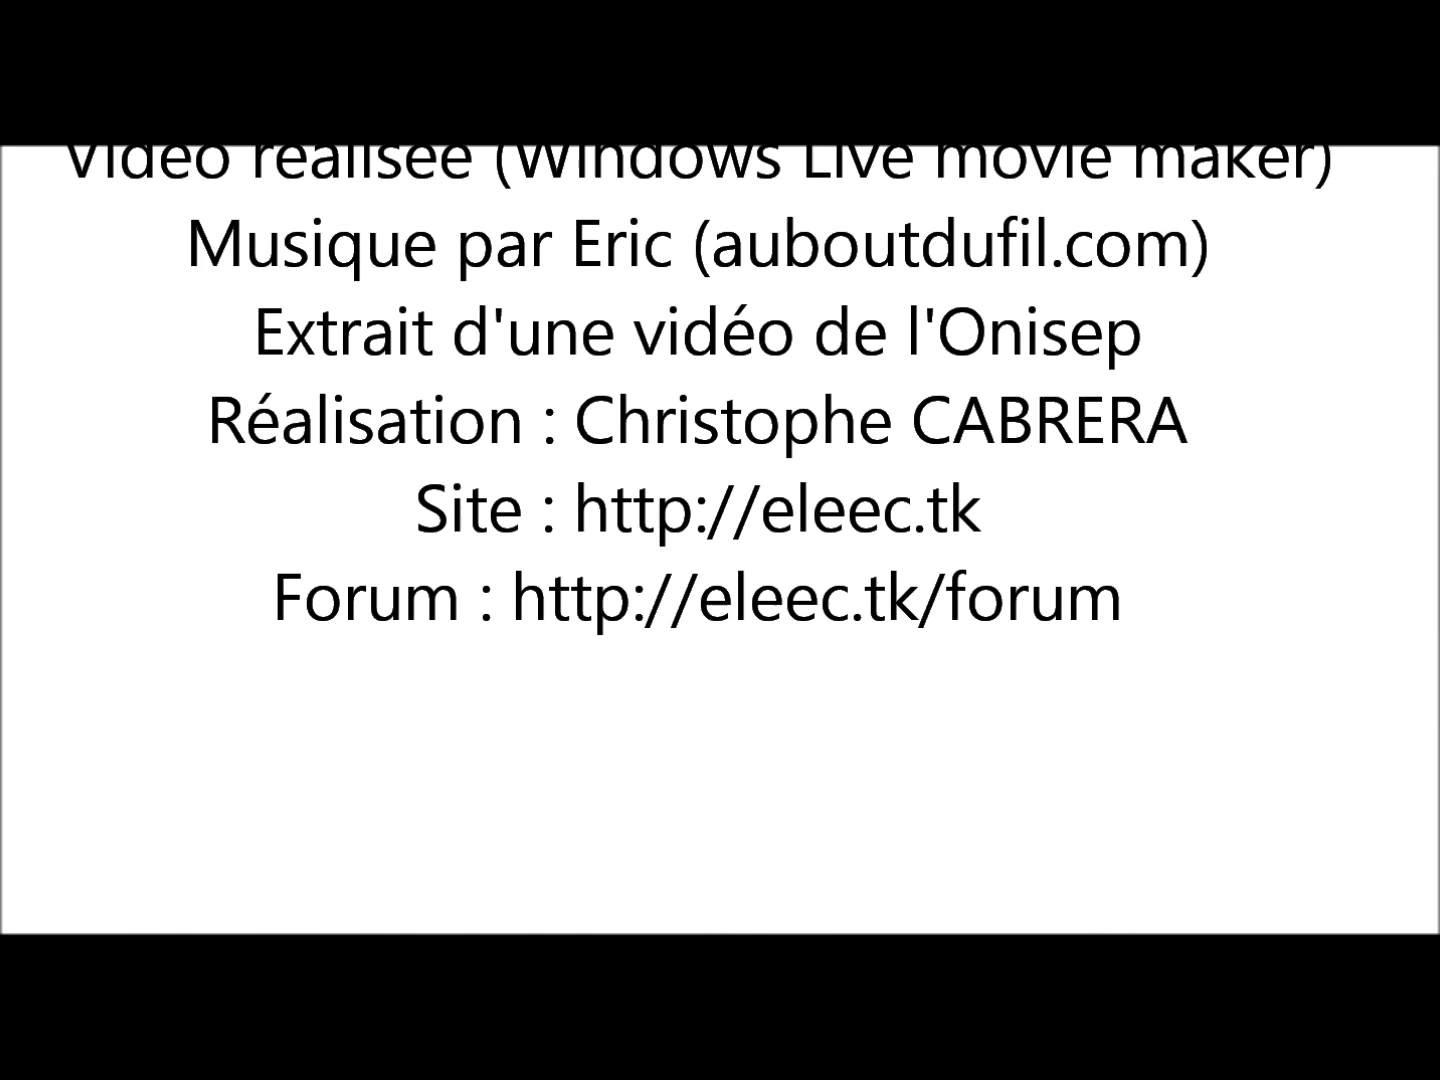 Vidéo réalisée (Windows Live movie maker)
Musique par Eric (auboutdufil.com)
Extrait d'une vidéo de l'Onisep
Réalisation : Christophe CABRERA
Site : http://eleec.tk
Forum : http://eleec.tk/forum